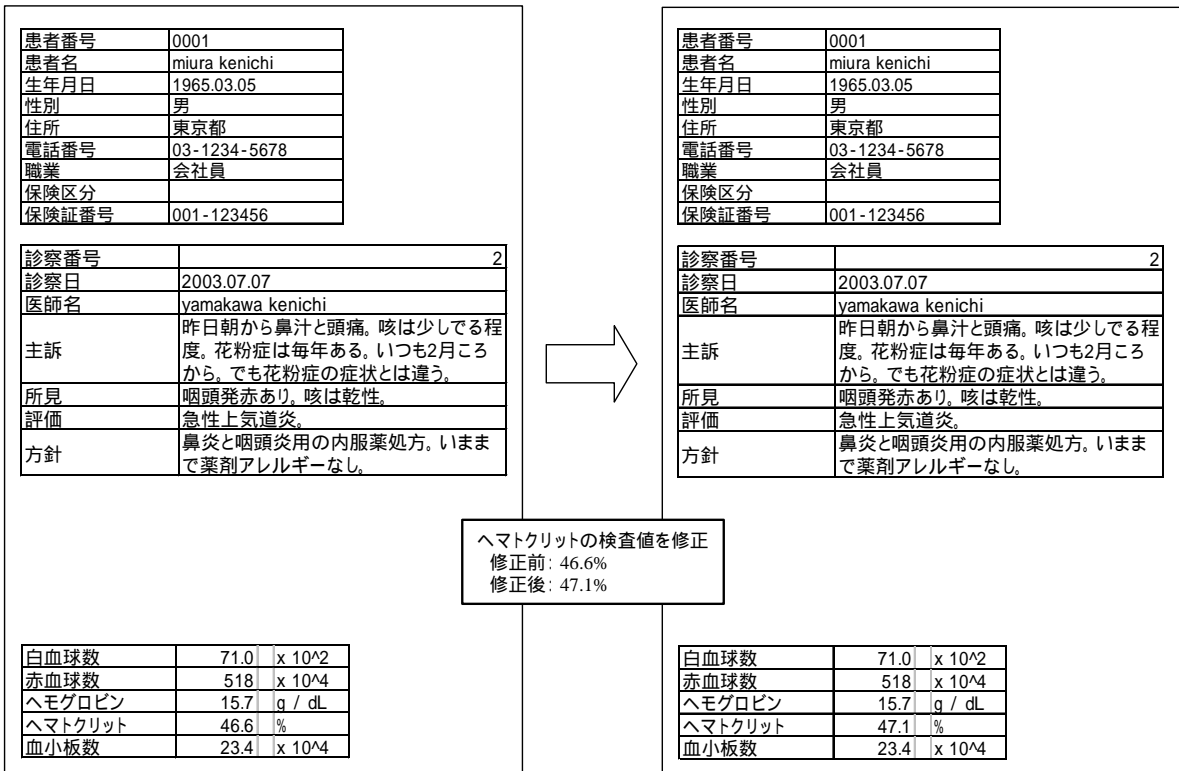 患者番号 0001
患者名 miura kenichi
生年月日 1965.03.05
性別 男
住所 東京都
電話番号 03-1234-5678
職業 会社員
保険区分
保険証番号 001-123456
診察番号 2
診察日 2003.07.07
医師名 yamakawa kenichi
主訴 昨日朝から鼻汁と頭痛。咳は少しでる程
度。花粉症は毎年ある。いつも2月ころ
から。でも花粉症の症状とは違う。
所見 咽頭発赤あり。咳は乾性。
評価 急性上気道炎。
方針 鼻炎と咽頭炎用の内服薬処方。いまま
で薬剤アレルギーなし。
白血球数 71.0 x 10^2
赤血球数 518 x 10^4
ヘモグロビン 15.7 g / dL
ヘマトクリット 46.6 %
血小板数 23.4 x 10^4
ヘマトクリットの検査値を修正
修正前: 46.6%
修正後: 47.1%
患者番号 0001
患者名 miura kenichi
生年月日 1965.03.05
性別 男
住所 東京都
電話番号 03-1234-5678
職業 会社員
保険区分
保険証番号 001-123456
診察番号 2
診察日 2003.07.07
医師名 yamakawa kenichi
主訴 昨日朝から鼻汁と頭痛。咳は少しでる程
度。花粉症は毎年ある。いつも2月ころ
から。でも花粉症の症状とは違う。
所見 咽頭発赤あり。咳は乾性。
評価 急性上気道炎。
方針 鼻炎と咽頭炎用の内服薬処方。いまま
で薬剤アレルギーなし。
白血球数 71.0 x 10^2
赤血球数 518 x 10^4
ヘモグロビン 15.7 g / dL
ヘマトクリット 47.1 %
血小板数 23.4 x 10^4